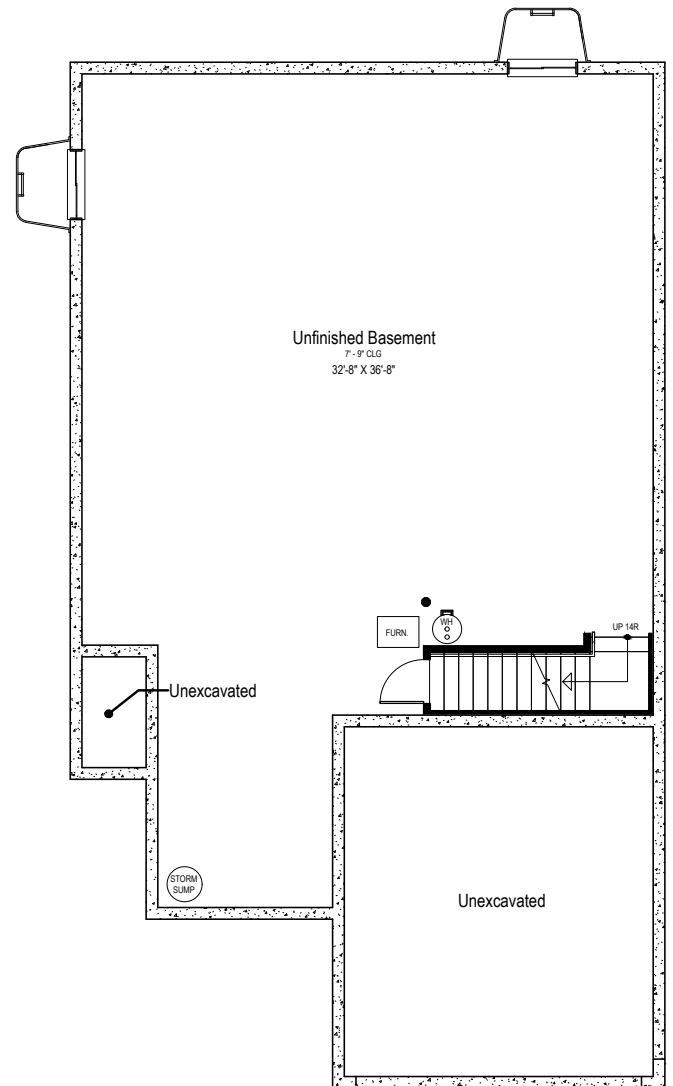 Unfinished Basement
7' - 9" CLG
32'-8" X 36'-8"
FURN.
WH
UP 14R
Unexcavated
STORM
SUMP
Unexcavated